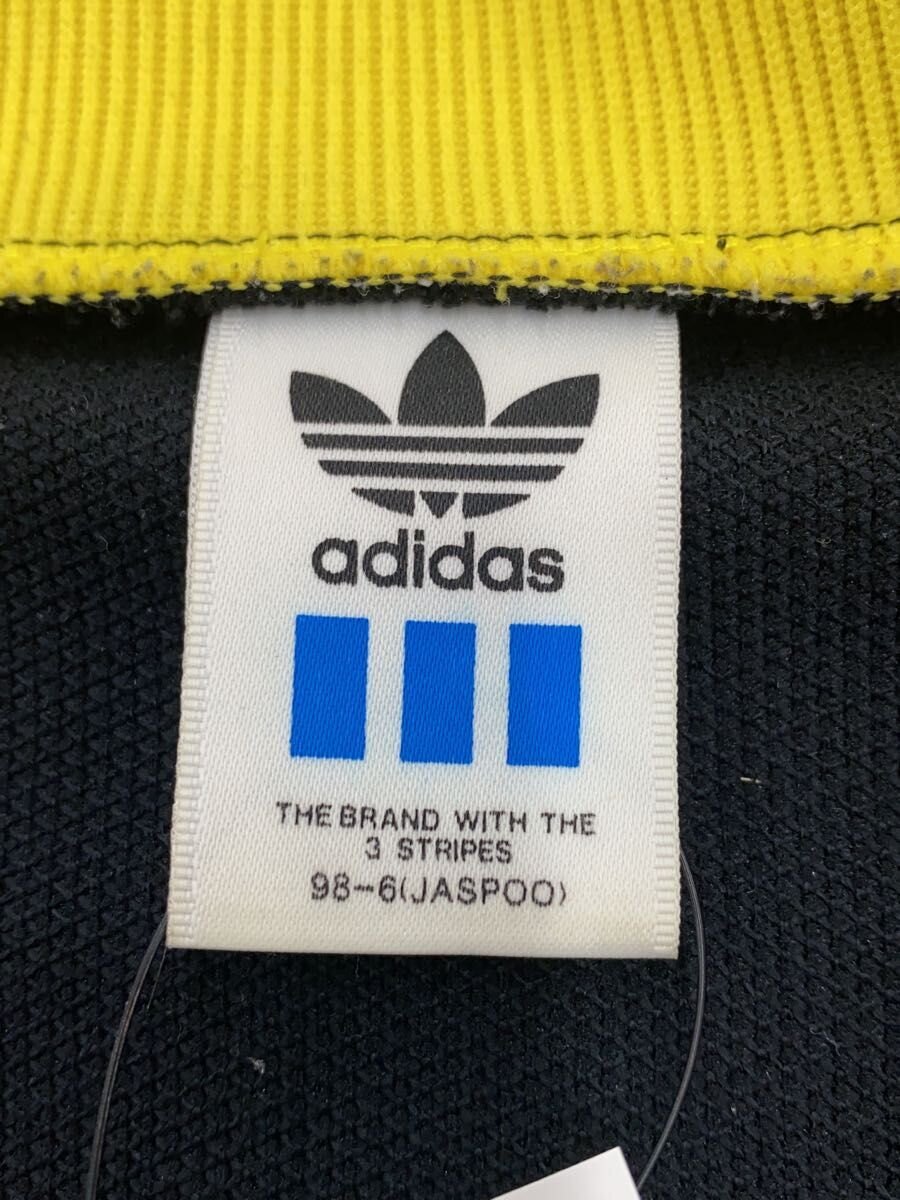 adidas
THE BRAND WITH THE
3 STRIPES
98-6(JASPOO)